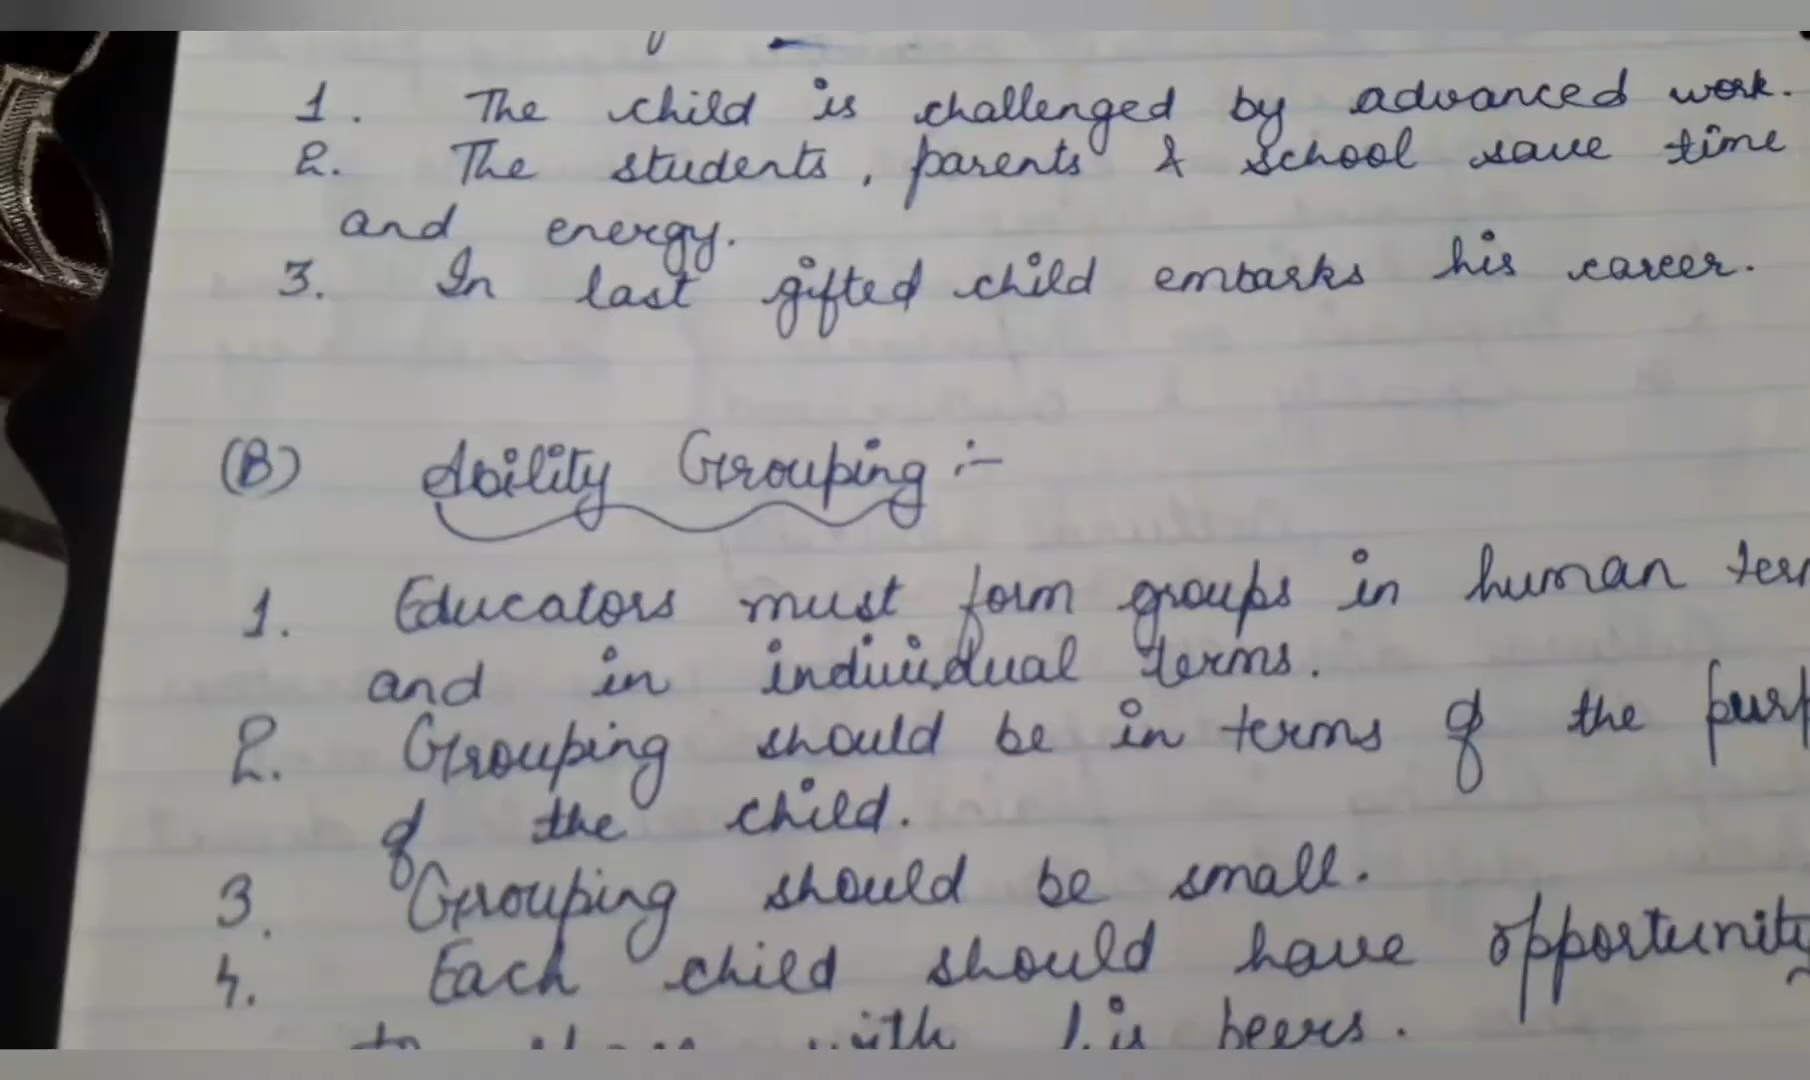 1. The child is challenged by advanced work.
2. The students, parents & school save time
and energy.
3. In last gifted child embarks his career.
(B) Ability Grouping :-
1. Educators must form groups in human
and in individual terms.
2. Grouping should be in terms of the
of the child.
3. Grouping should be small.
4. Each child should have opportunity
to with his peers.